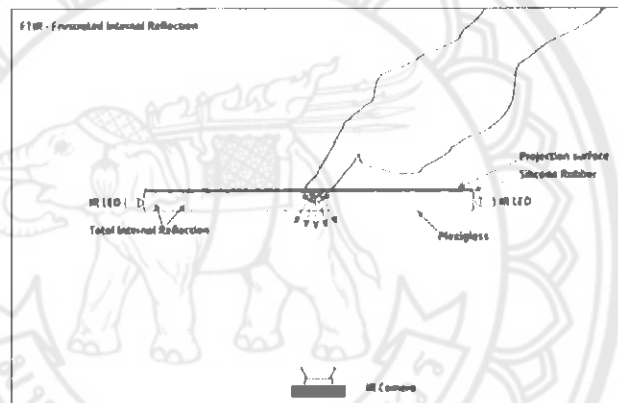 FTIR - Frustrated Internal Reflection
Projection surface
Silicone Rubber
IR LED
IR LED
Total Internal Reflection
Plexiglass
IR Camera